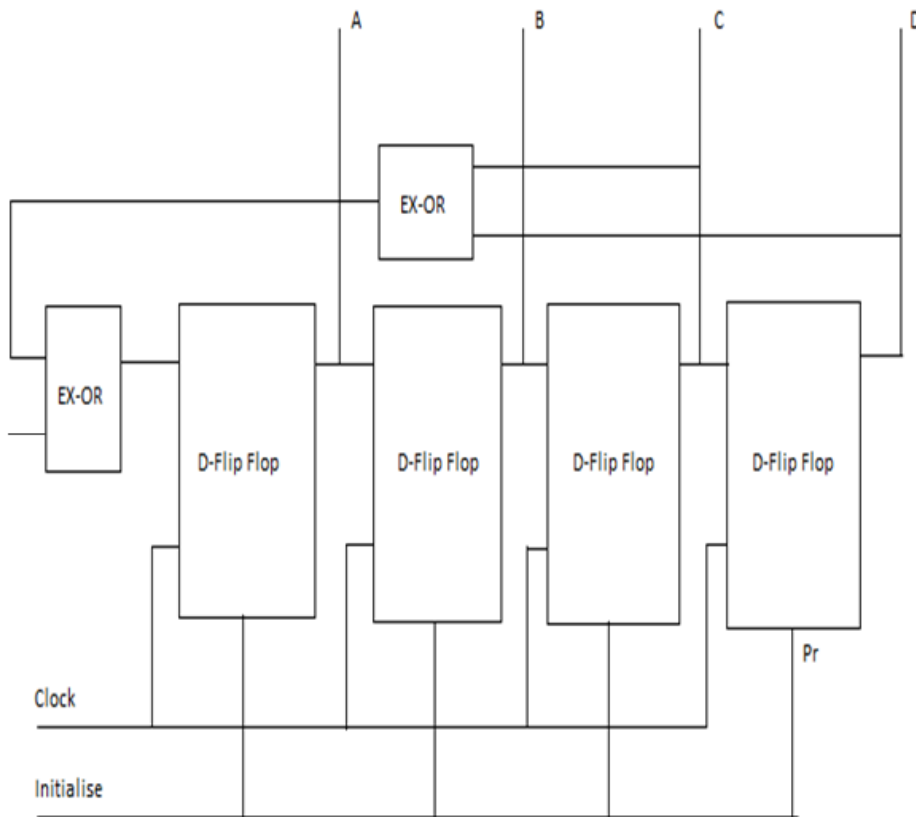 A B C D
EX-OR
EX-OR
D-Flip Flop D-Flip Flop D-Flip Flop D-Flip Flop
Pr
Clock
Initialise